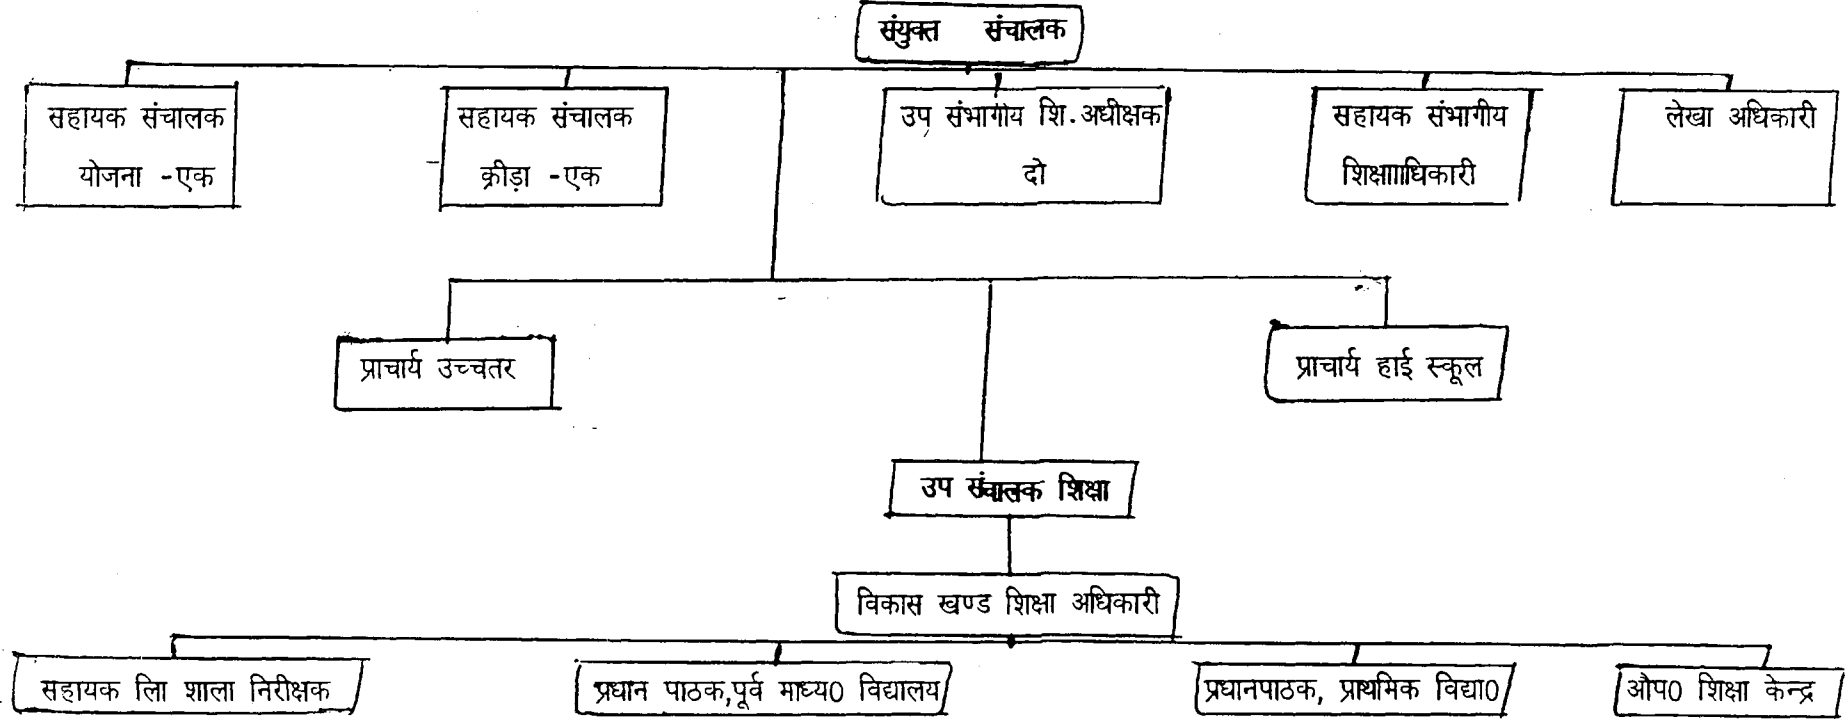 संयुक्त संचालक
सहायक संचालक
योजना -एक
सहायक संचालक
क्रीड़ा -एक
उप संभागीय शि.अधीक्षक
दो
सहायक संभागीय
शिक्षााााधिकारी
लेखा अधिकारी
प्राचार्य उच्चतर
प्राचार्य हाई स्कूल
उप संचालक शिक्षा
विकास खण्ड शिक्षा अधिकारी
सहायक लिा शाला निरीक्षक
प्रधान पाठक,पूर्व माध्य0 विद्यालय
प्रधानपाठक, प्राथमिक विद्या0
औप0 शिक्षा केन्द्र